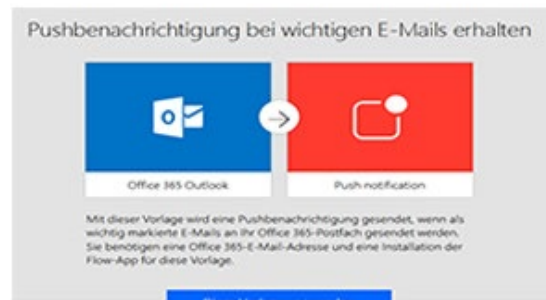 Pushbenachrichtigung bei wichtigen E-Mails erhalten
Office 365 Outlook
Push notification
Mit dieser Vorlage wird eine Pushbenachrichtigung gesendet, wenn als
wichtig markierte E-Mails an Ihr Office 365-Postfach gesendet werden.
Sie benötigen eine Office 365-E-Mail-Adresse und eine Installation der
Flow-App für diese Vorlage.